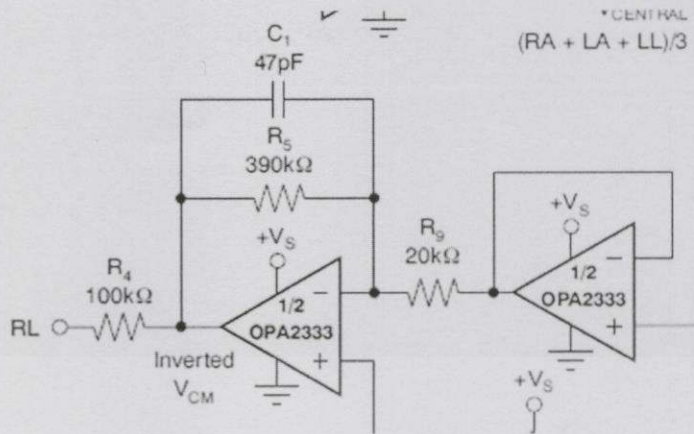 *CENTRAL
(RA + LA + LL)/3
C1
47pF
R5
390kΩ
+VS
R9
20kΩ
+VS
R4
100kΩ
1/2
OPA2333
1/2
OPA2333
RL
Inverted
VCM
+VS